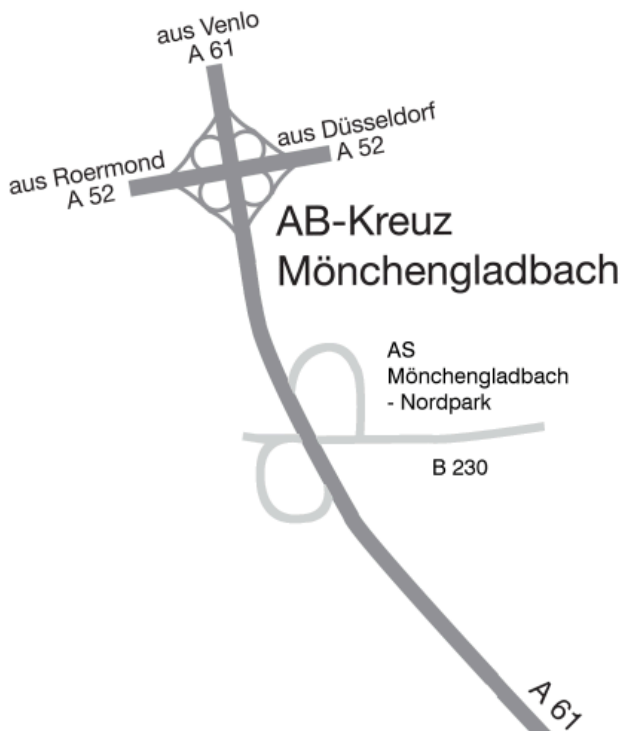 aus Venlo
A 61
aus Düsseldorf
A 52
aus Roermond
A 52
AB-Kreuz
Mönchengladbach
AS
Mönchengladbach
- Nordpark
B 230
A 61